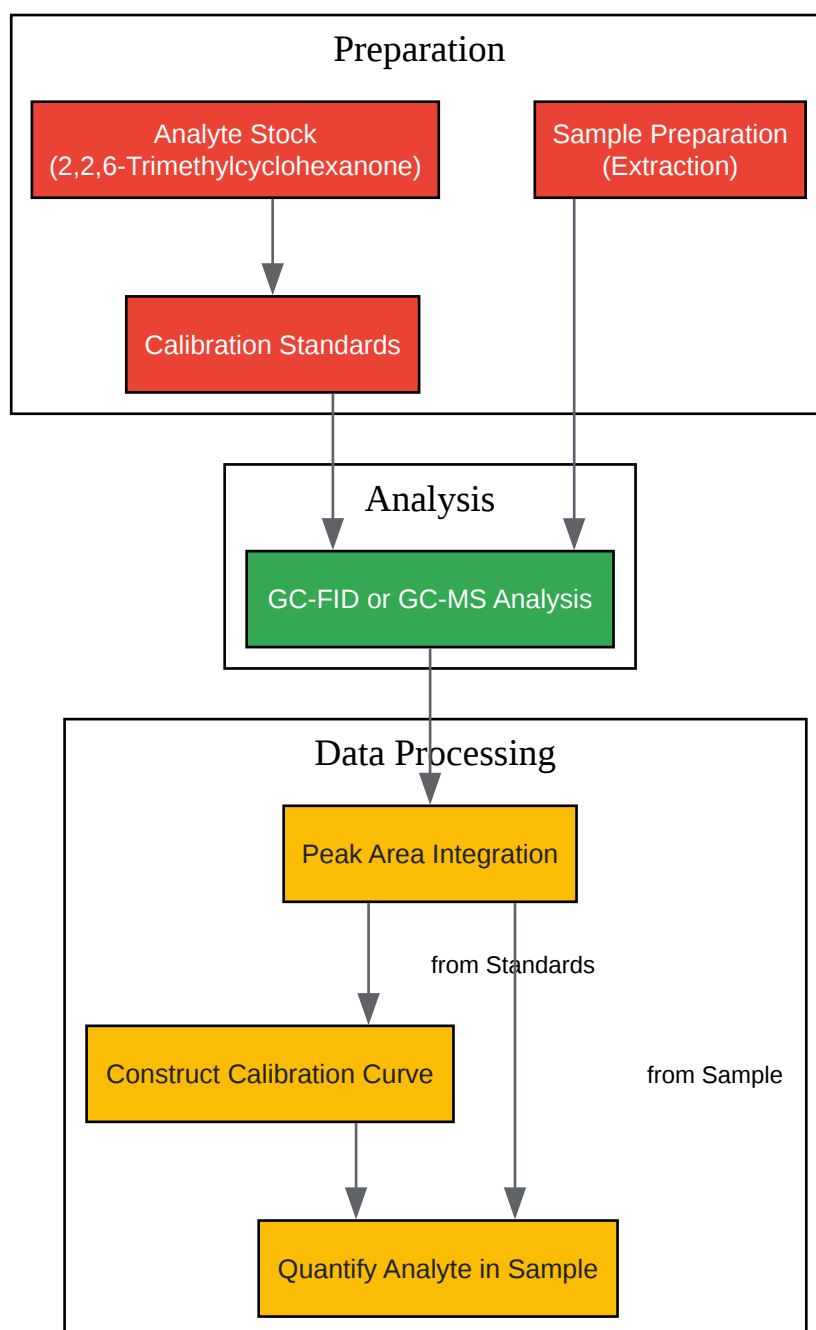 Preparation
Analyte Stock
(2,2,6-Trimethylcyclohexanone)
Sample Preparation
(Extraction)
Calibration Standards
Analysis
GC-FID or GC-MS Analysis
Data Processing
Peak Area Integration
from Standards
Construct Calibration Curve
from Sample
Quantify Analyte in Sample